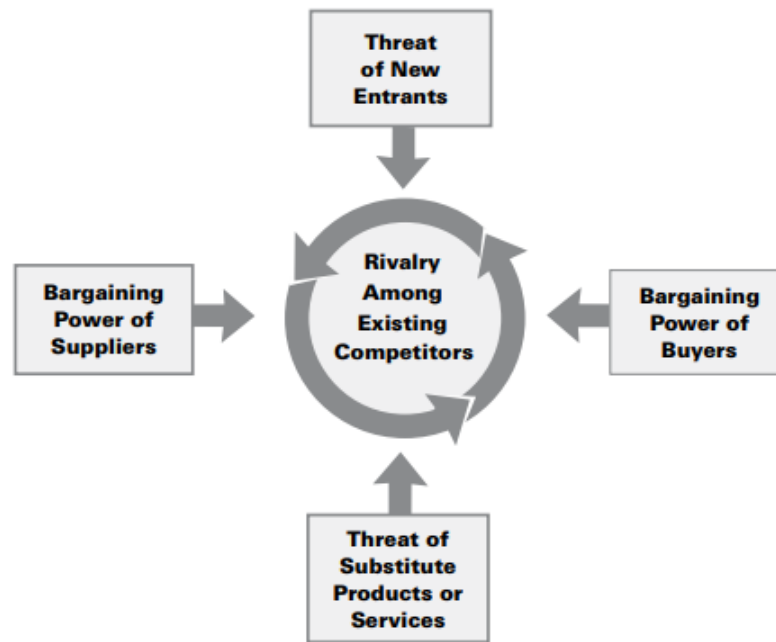 Threat
of New
Entrants
Bargaining
Power of
Suppliers
Rivalry
Among
Existing
Competitors
Bargaining
Power of
Buyers
Threat of
Substitute
Products or
Services